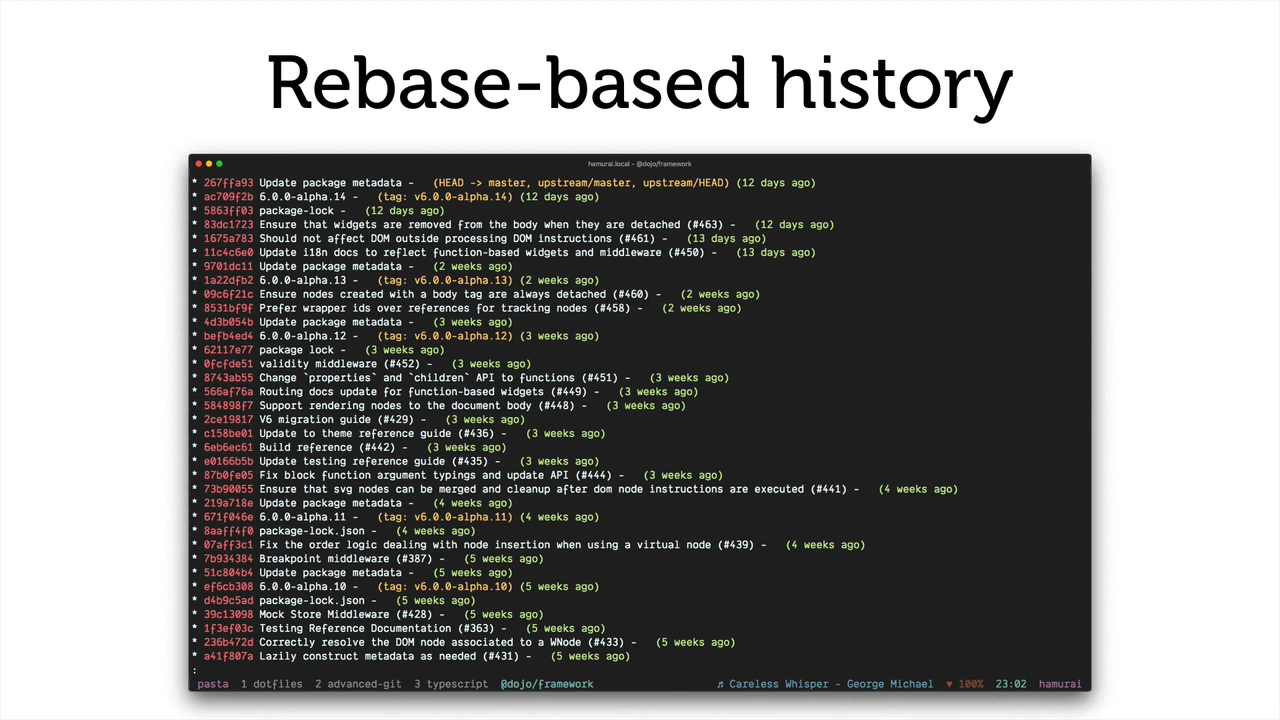 Rebase-based history
hamurai.local - @dojo/framework
* 267ffa93 Update package metadata - (HEAD -> master, upstream/master, upstream/HEAD) (12 days ago)
* ac709f2b 6.0.0-alpha.14 - (tag: v6.0.0-alpha.14) (12 days ago)
* 5863ff03 package-lock - (12 days ago)
* 83dc1723 Ensure that widgets are removed from the body when they are detached (#463) - (12 days ago)
* 1675a783 Should not affect DOM outside processing DOM instructions (#461) - (13 days ago)
* 11c4c6e0 Update i18n docs to reflect function-based widgets and middleware (#450) - (13 days ago)
* 9701dc11 Update package metadata - (2 weeks ago)
* 1a22dfb2 6.0.0-alpha.13 - (tag: v6.0.0-alpha.13) (2 weeks ago)
* 09c6f21c Ensure nodes created with a body tag are always detached (#460) - (2 weeks ago)
* 8531bf9f Prefer wrapper ids over references for tracking nodes (#458) - (2 weeks ago)
* 4d3b054b Update package metadata - (3 weeks ago)
* befb4ed4 6.0.0-alpha.12 - (tag: v6.0.0-alpha.12) (3 weeks ago)
* 62117e77 package lock - (3 weeks ago)
* 0fcfde51 validity middleware (#452) - (3 weeks ago)
* 8743ab55 Change `properties` and `children` API to functions (#451) - (3 weeks ago)
* 566af76a Routing docs update for function-based widgets (#449) - (3 weeks ago)
* 584898f7 Support rendering nodes to the document body (#448) - (3 weeks ago)
* 2ce19817 V6 migration guide (#429) - (3 weeks ago)
* c158be01 Update to theme reference guide (#436) - (3 weeks ago)
* 6eb6ec61 Build reference (#442) - (3 weeks ago)
* e0166b5b Update testing reference guide (#435) - (3 weeks ago)
* 87b0fe05 Fix block function argument typings and update API (#444) - (3 weeks ago)
* 73b90055 Ensure that svg nodes can be merged and cleanup after dom node instructions are executed (#441) - (4 weeks ago)
* 219a718e Update package metadata - (4 weeks ago)
* 671f046e 6.0.0-alpha.11 - (tag: v6.0.0-alpha.11) (4 weeks ago)
* 8aaff4f0 package-lock.json - (4 weeks ago)
* 07aff3c1 Fix the order logic dealing with node insertion when using a virtual node (#439) - (4 weeks ago)
* 7b934384 Breakpoint middleware (#387) - (5 weeks ago)
* 51c804b4 Update package metadata - (5 weeks ago)
* ef6cb308 6.0.0-alpha.10 - (tag: v6.0.0-alpha.10) (5 weeks ago)
* d4b9c5ad package-lock.json - (5 weeks ago)
* 39c13098 Mock Store Middleware (#428) - (5 weeks ago)
* 1f3ef03c Testing Reference Documentation (#363) - (5 weeks ago)
* 236b472d Correctly resolve the DOM node associated to a WNode (#433) - (5 weeks ago)
* a41f807a Lazily construct metadata as needed (#431) - (5 weeks ago)
:
pasta 1 dotfiles 2 advanced-git 3 typescript @dojo/framework ♬ Careless Whisper - George Michael ♥ 100% 23:02 hamurai